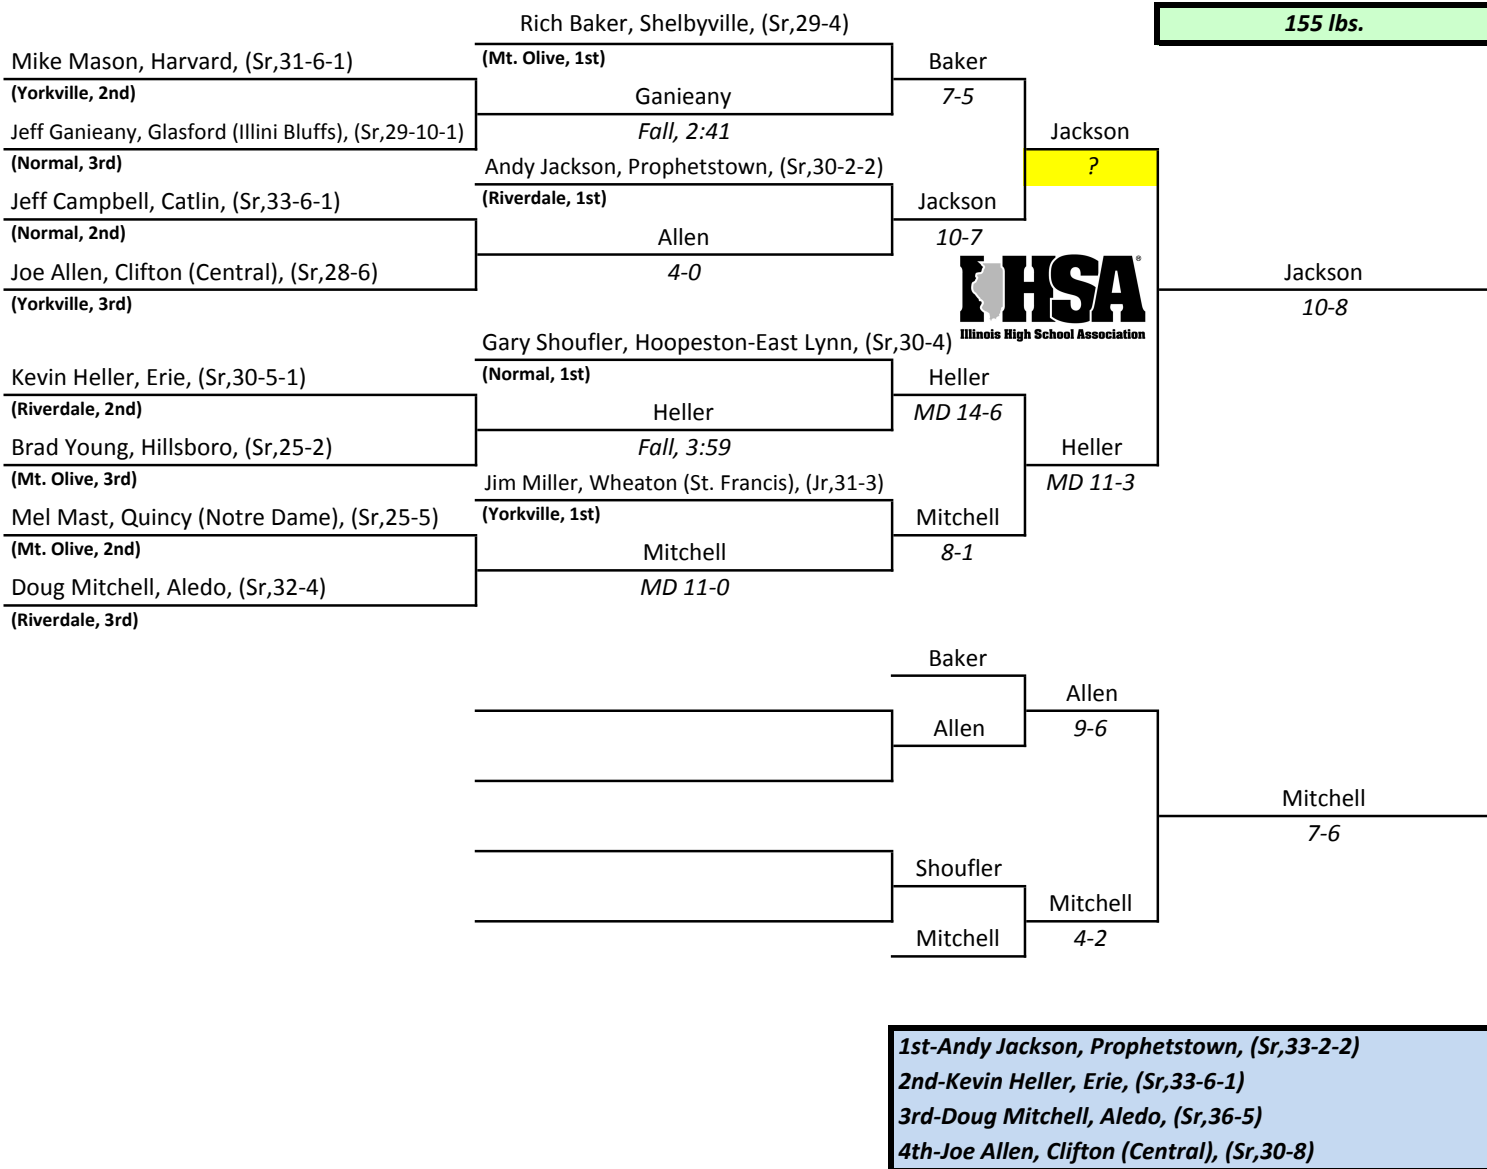 Rich Baker, Shelbyville, (Sr,29-4)
155 lbs.
Mike Mason, Harvard, (Sr,31-6-1)
(Mt. Olive, 1st)
Baker
(Yorkville, 2nd)
Ganieany
7-5
Jeff Ganieany, Glasford (Illini Bluffs), (Sr,29-10-1)
Fall, 2:41
Jackson
(Normal, 3rd)
Andy Jackson, Prophetstown, (Sr,30-2-2)
?
Jeff Campbell, Catlin, (Sr,33-6-1)
(Riverdale, 1st)
Jackson
(Normal, 2nd)
Allen
10-7
Joe Allen, Clifton (Central), (Sr,28-6)
4-0
IHSA
®
Jackson
(Yorkville, 3rd)
10-8
Illinois High School Association
Gary Shoufler, Hoopeston-East Lynn, (Sr,30-4)
Kevin Heller, Erie, (Sr,30-5-1)
(Normal, 1st)
Heller
(Riverdale, 2nd)
Heller
MD 14-6
Brad Young, Hillsboro, (Sr,25-2)
Fall, 3:59
Heller
(Mt. Olive, 3rd)
Jim Miller, Wheaton (St. Francis), (Jr,31-3)
MD 11-3
Mel Mast, Quincy (Notre Dame), (Sr,25-5)
(Yorkville, 1st)
Mitchell
(Mt. Olive, 2nd)
Mitchell
8-1
Doug Mitchell, Aledo, (Sr,32-4)
MD 11-0
(Riverdale, 3rd)
Baker
Allen
Allen
9-6
Mitchell
7-6
Shoufler
Mitchell
Mitchell
4-2
1st-Andy Jackson, Prophetstown, (Sr,33-2-2)
2nd-Kevin Heller, Erie, (Sr,33-6-1)
3rd-Doug Mitchell, Aledo, (Sr,36-5)
4th-Joe Allen, Clifton (Central), (Sr,30-8)